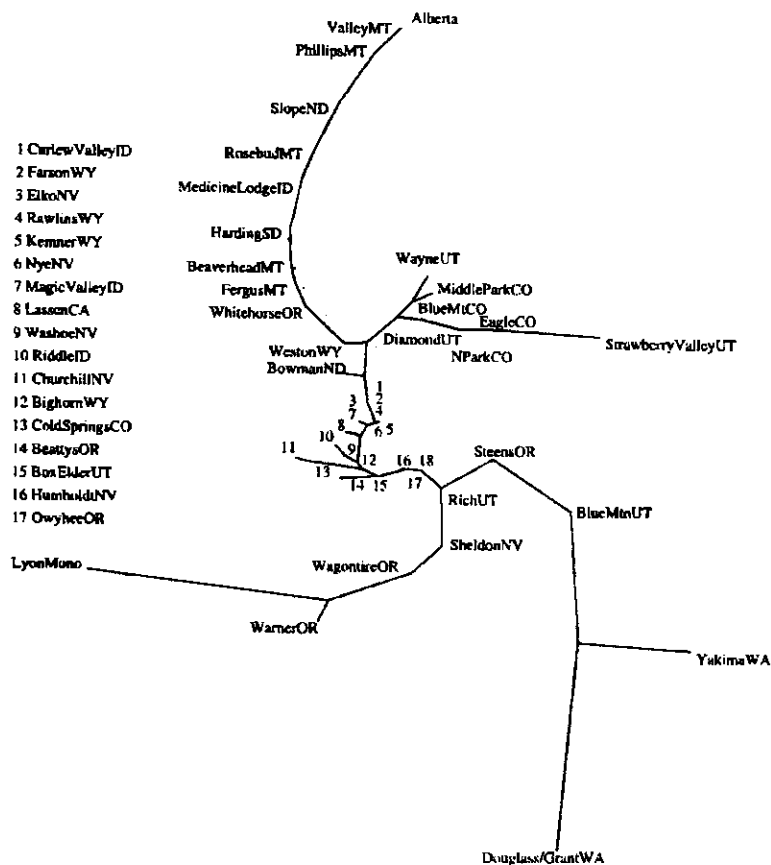 ValleyMT
Alberta
PhillipsMT
SlopeND
RosebudMT
MedicineLodgeID
HardingSD
BeaverheadMT
FergusMT
WhitehorseOR
WayneUT
MiddleParkCO
BlueMtCO
EagleCO
StrawberryValleyUT
DiamondUT
NParkCO
WestonWY
BowmanND
1 CurlewValleyID
2 FarsonWY
3 ElkoNV
4 RawlinsWY
5 KemnerWY
6 NyeNV
7 MagicValleyID
8 LassenCA
9 WashoeNV
10 RiddleID
11 ChurchillNV
12 BighornWY
13 ColdSpringsCO
14 BeattysOR
15 BoxElderUT
16 HumboldtNV
17 OwyheeOR
1
3 2
7 4
8 6 5
10
11 9
13 12 16 18
14 15 17
SteensOR
RichUT
BlueMtnUT
SheldonNV
LyonMono
WagontireOR
WarnerOR
YakimaWA
Douglass/GrantWA